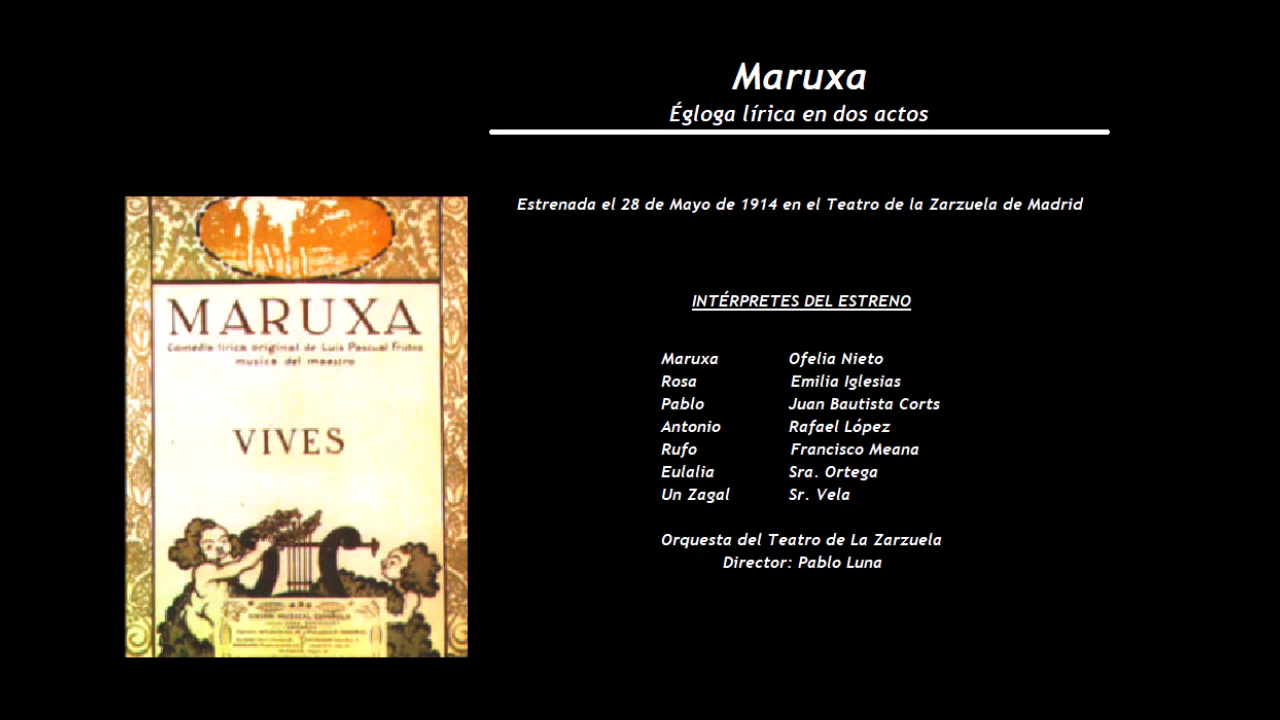 Maruxa
Égloga lírica en dos actos
Estrenada el 28 de Mayo de 1914 en el Teatro de la Zarzuela de Madrid
INTÉRPRETES DEL ESTRENO
Maruxa Ofelia Nieto
Rosa Emilia Iglesias
Pablo Juan Bautista Corts
Antonio Rafael López
Rufo Francisco Meana
Eulalia Sra. Ortega
Un Zagal Sr. Vela
Orquesta del Teatro de La Zarzuela
Director: Pablo Luna
MARUXA
Comedia lírica original de Luis Pascual Frutos
musica del maestro
VIVES
UNION MUSICAL ESPAÑOLA